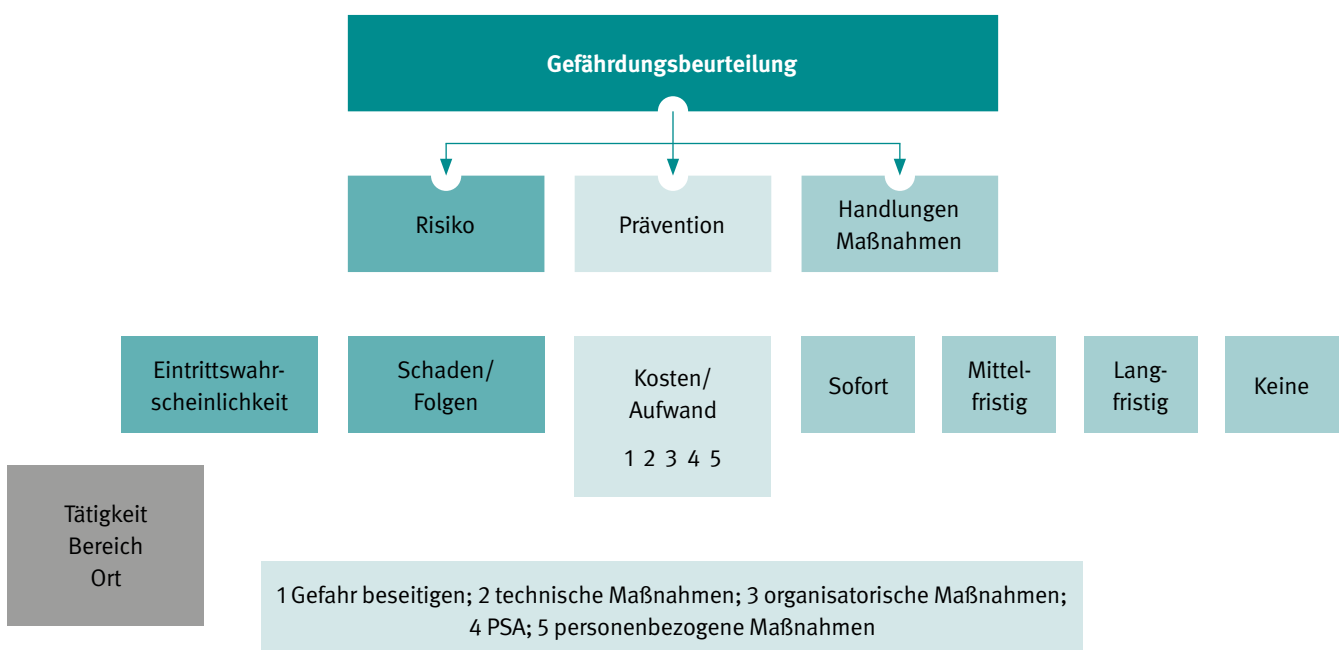 Gefährdungsbeurteilung
Risiko
Prävention
Handlungen
Maßnahmen
Eintrittswahr-
scheinlichkeit
Schaden/
Folgen
Kosten/
Aufwand
1 2 3 4 5
Sofort
Mittel-
fristig
Lang-
fristig
Keine
Tätigkeit
Bereich
Ort
1 Gefahr beseitigen; 2 technische Maßnahmen; 3 organisatorische Maßnahmen;
4 PSA; 5 personenbezogene Maßnahmen